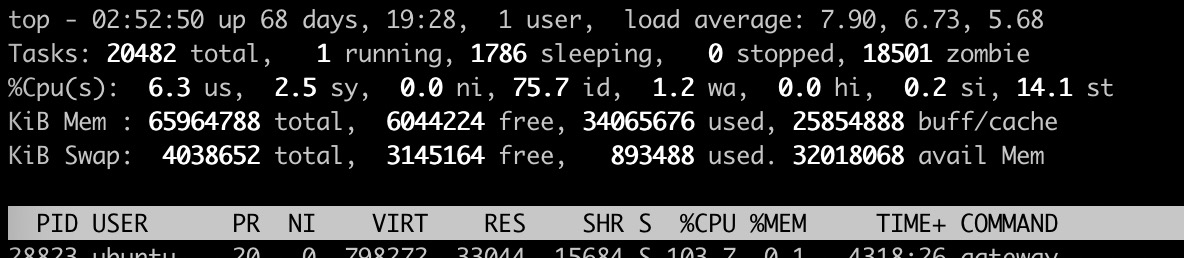 top - 02:52:50 up 68 days, 19:28,  1 user,  load average: 7.90, 6.73, 5.68
Tasks: 20482 total,   1 running, 1786 sleeping,   0 stopped, 18501 zombie
%Cpu(s):  6.3 us,  2.5 sy,  0.0 ni, 75.7 id,  1.2 wa,  0.0 hi,  0.2 si, 14.1 st
KiB Mem : 65964788 total,  6044224 free, 34065676 used, 25854888 buff/cache
KiB Swap:  4038652 total,  3145164 free,   893488 used. 32018068 avail Mem
PID USER      PR  NI    VIRT    RES    SHR S  %CPU %MEM     TIME+ COMMAND
28823 ubuntu    20   0  798272  33044  15684 S 103.7  0.1   4318:26 gateway